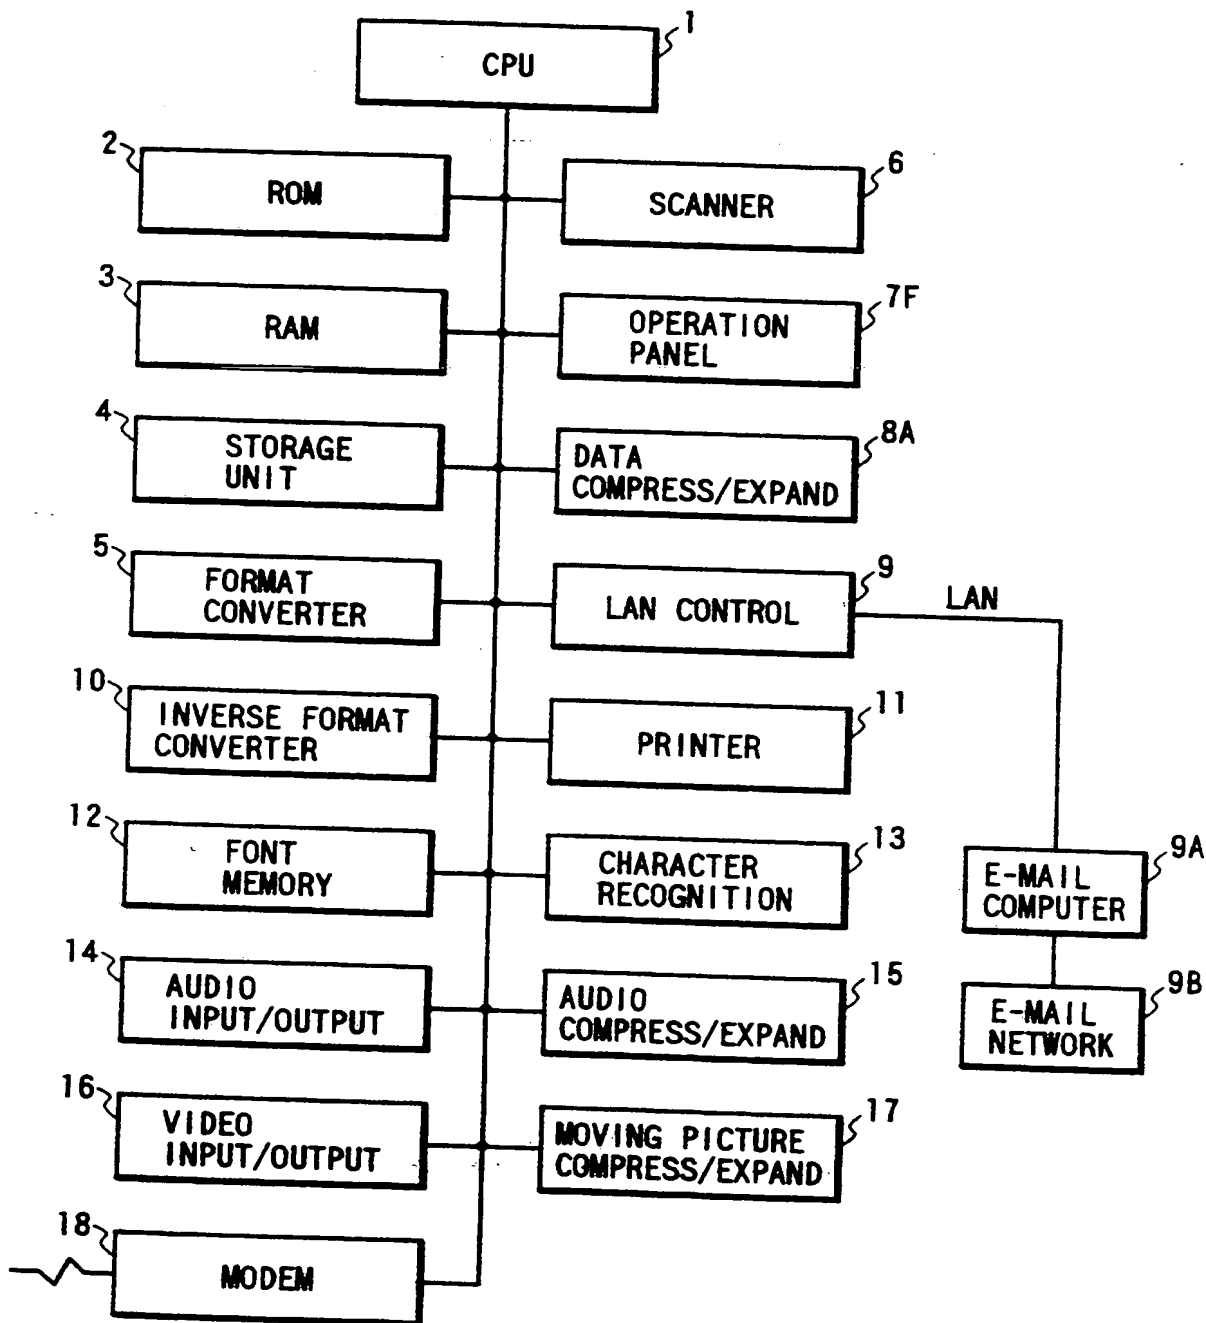 1
CPU
2
ROM
6
SCANNER
3
RAM
7F
OPERATION
PANEL
4
STORAGE
UNIT
8A
DATA
COMPRESS/EXPAND
5
FORMAT
CONVERTER
9
LAN CONTROL
LAN
10
INVERSE FORMAT
CONVERTER
11
PRINTER
12
FONT
MEMORY
13
CHARACTER
RECOGNITION
9A
E-MAIL
COMPUTER
14
AUDIO
INPUT/OUTPUT
15
AUDIO
COMPRESS/EXPAND
9B
E-MAIL
NETWORK
16
VIDEO
INPUT/OUTPUT
17
MOVING PICTURE
COMPRESS/EXPAND
18
MODEM